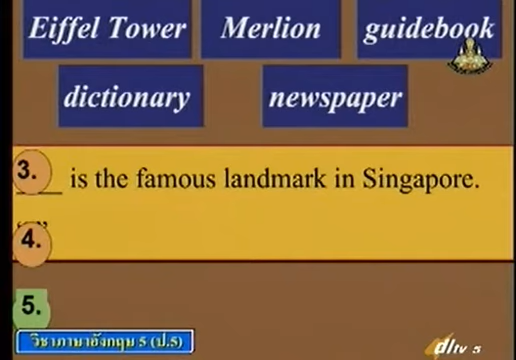 Eiffel Tower Merlion guidebook
dictionary newspaper
3. ___ is the famous landmark in Singapore.
4.
5.
วิชาภาษาอังกฤษ 5 (ป.5)
dltv 5